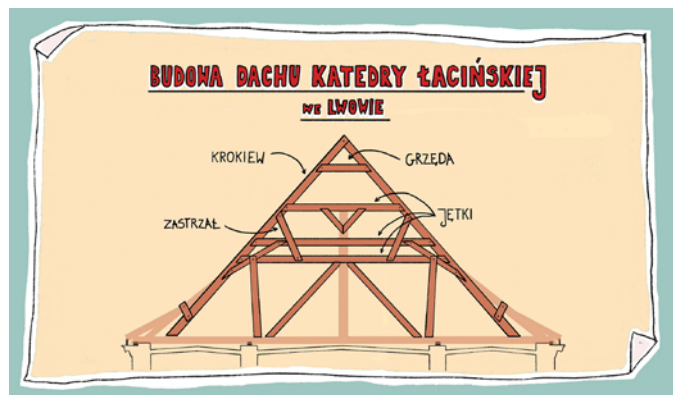 BUDOWA DACHU KATEDRY ŁACIŃSKIEJ
WE LWOWIE
KROKIEW
GRZĘDA
ZASTRZAŁ
JĘTKI